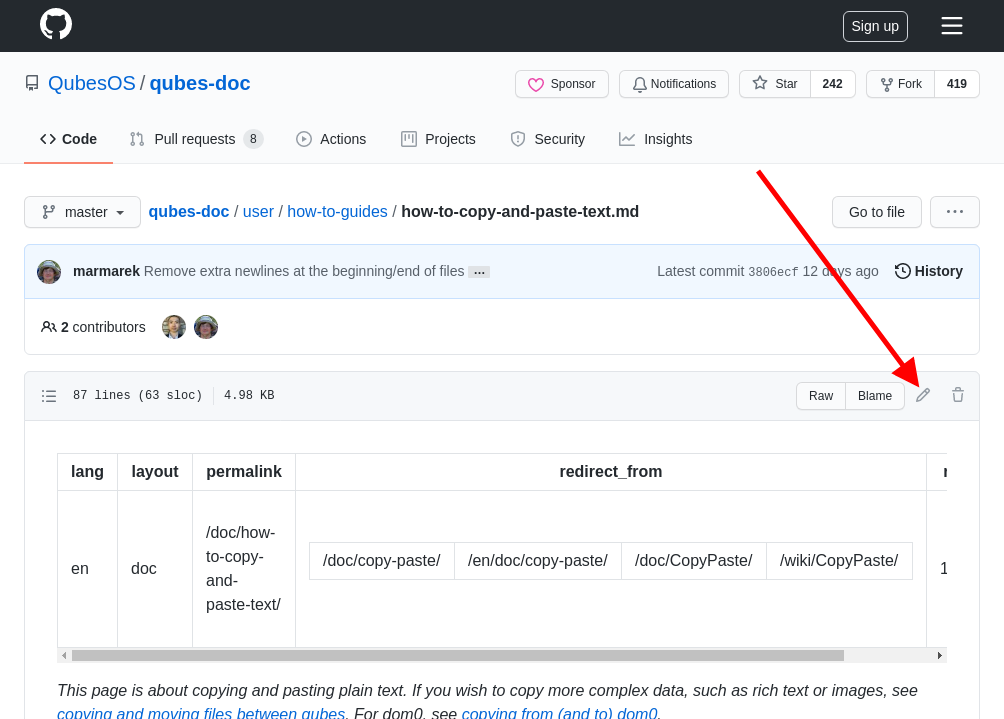 Sign up
QubesOS / qubes-doc
Sponsor Notifications Star 242 Fork 419
Code Pull requests 8 Actions Projects Security Insights
master qubes-doc / user / how-to-guides / how-to-copy-and-paste-text.md Go to file ...
marmarek Remove extra newlines at the beginning/end of files ... Latest commit 3806ecf 12 days ago History
2 contributors
87 lines (63 sloc) 4.98 KB Raw Blame
lang layout permalink redirect_from
/doc/how-
to-copy-
and-
paste-text/
en doc /doc/copy-paste/ /en/doc/copy-paste/ /doc/CopyPaste/ /wiki/CopyPaste/ 1
This page is about copying and pasting plain text. If you wish to copy more complex data, such as rich text or images, see
copying and moving files between qubes. For dom0, see copying from (and to) dom0.